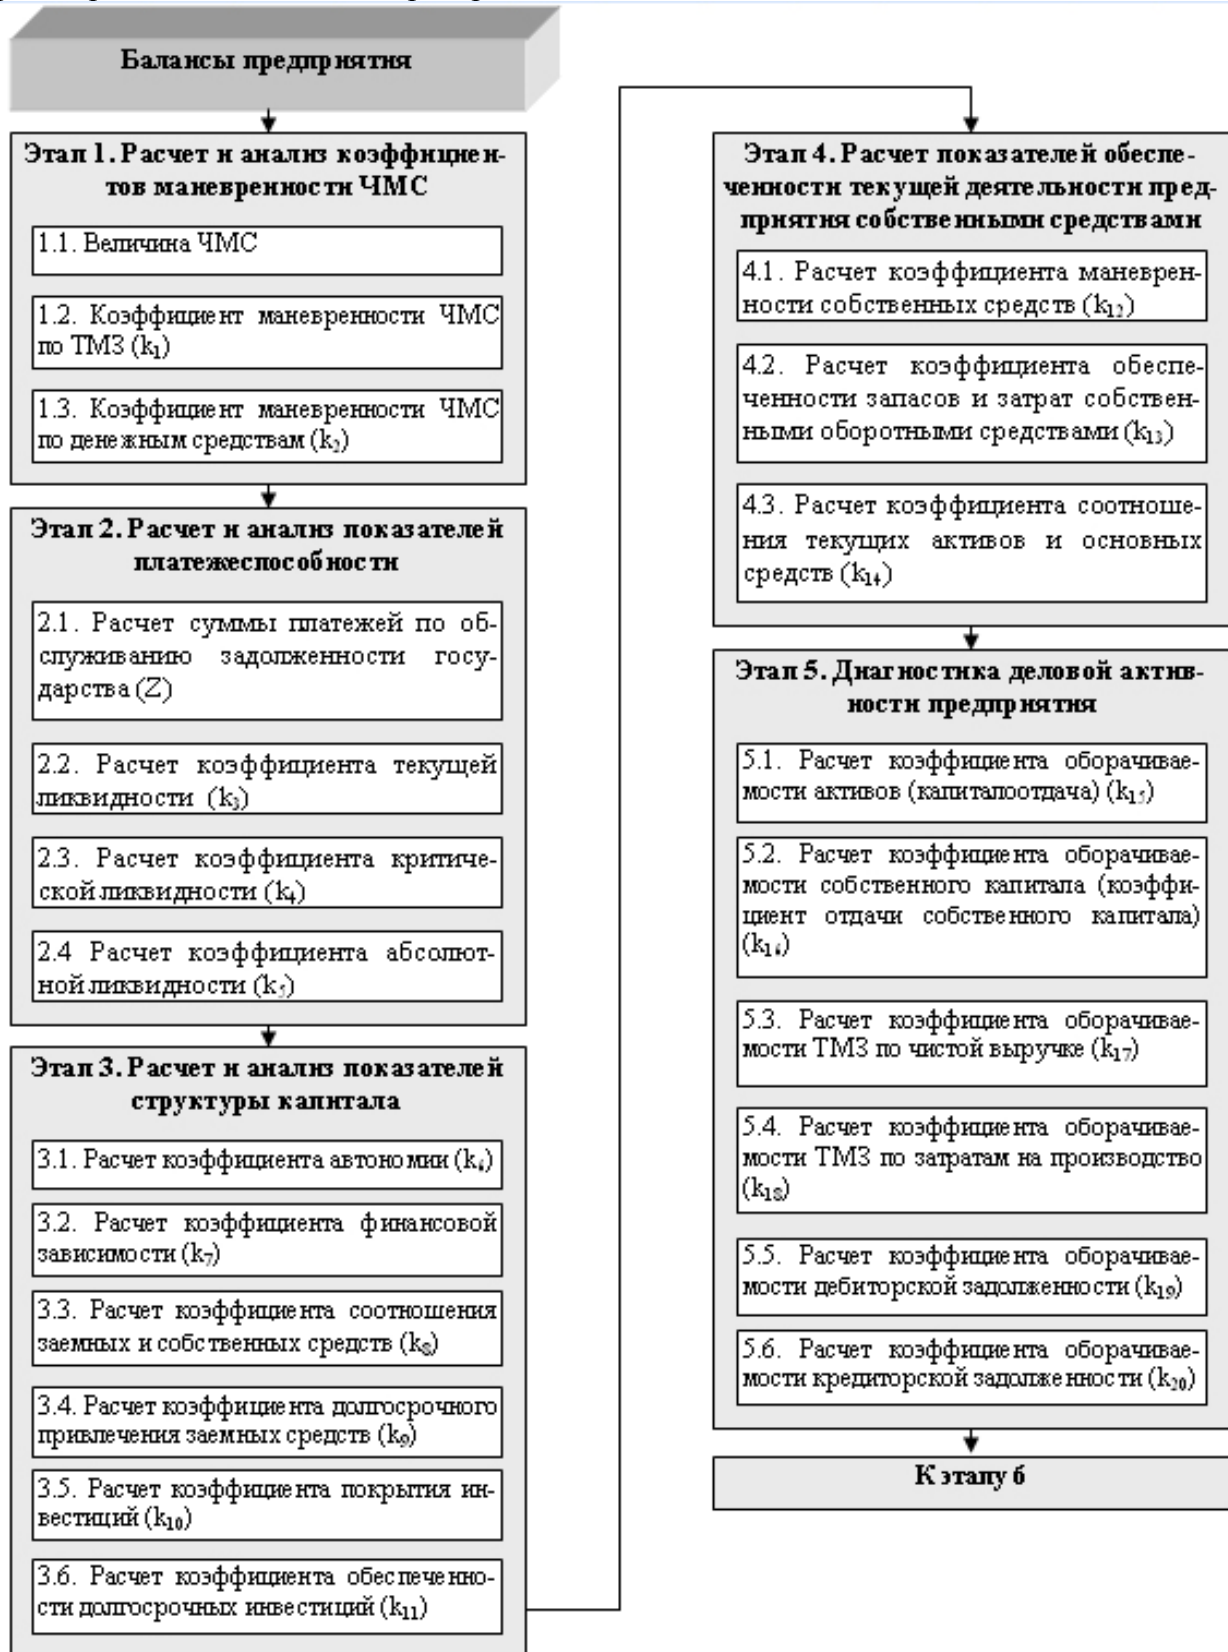 Балансы предприятия
Этап 1. Расчет и анализ коэффициен-
тов маневренности ЧМС
1.1. Величина ЧМС
1.2. Коэффициент маневренности ЧМС
по ТМЗ (k₁)
1.3. Коэффициент маневренности ЧМС
по денежным средствам (k₂)
Этап 2. Расчет и анализ показателей
платежеспособности
2.1. Расчет суммы платежей по об-
служиванию задолженности госу-
дарства (Z)
2.2. Расчет коэффициента текущей
ликвидности (k₃)
2.3. Расчет коэффициента критиче-
ской ликвидности (k₄)
2.4 Расчет коэффициента абсолют-
ной ликвидности (k₅)
Этап 3. Расчет и анализ показателей
структуры капитала
3.1. Расчет коэффициента автономии (k₆)
3.2. Расчет коэффициента финансовой
зависимости (k₇)
3.3. Расчет коэффициента соотношения
заемных и собственных средств (k₈)
3.4. Расчет коэффициента долгосрочного
привлечения заемных средств (k₉)
3.5. Расчет коэффициента покрытия ин-
вестиций (k₁₀)
3.6. Расчет коэффициента обеспеченно-
сти долгосрочных инвестиций (k₁₁)
Этап 4. Расчет показателей обеспе-
ченности текущей деятельности пред-
приятия собственными средствами
4.1. Расчет коэффициента маневрен-
ности собственных средств (k₁₂)
4.2. Расчет коэффициента обеспе-
ченности запасов и затрат собствен-
ными оборотными средствами (k₁₃)
4.3. Расчет коэффициента соотноше-
ния текущих активов и основных
средств (k₁₄)
Этап 5. Диагностика деловой актив-
ности предприятия
5.1. Расчет коэффициента оборачивае-
мости активов (капиталоотдача) (k₁₅)
5.2. Расчет коэффициента оборачивае-
мости собственного капитала (коэффи-
циент отдачи собственного капитала)
(k₁₆)
5.3. Расчет коэффициента оборачивае-
мости ТМЗ по чистой выручке (k₁₇)
5.4. Расчет коэффициента оборачивае-
мости ТМЗ по затратам на производство
(k₁₈)
5.5. Расчет коэффициента оборачивае-
мости дебиторской задолженности (k₁₉)
5.6. Расчет коэффициента оборачивае-
мости кредиторской задолженности (k₂₀)
К этапу 6